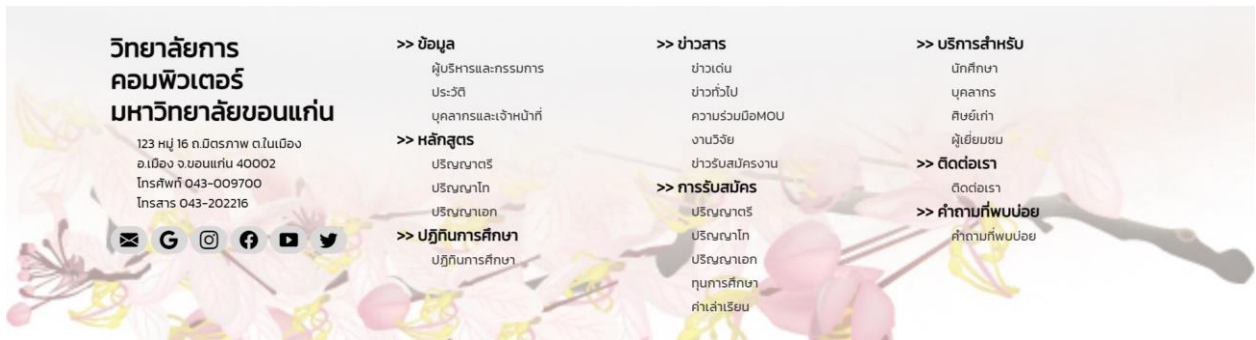 วิทยาลัยการ
คอมพิวเตอร์
มหาวิทยาลัยขอนแก่น
123 หมู่ 16 ถ.มิตรภาพ ต.ในเมือง
อ.เมือง จ.ขอนแก่น 40002
โทรศัพท์ 043-009700
โทรสาร 043-202216
>> ข้อมูล
ผู้บริหารและกรรมการ
ประวัติ
บุคลากรและเจ้าหน้าที่
>> หลักสูตร
ปริญญาตรี
ปริญญาโท
ปริญญาเอก
>> ปฏิทินการศึกษา
ปฏิทินการศึกษา
>> ข่าวสาร
ข่าวเด่น
ข่าวทั่วไป
ความร่วมมือMOU
งานวิจัย
ข่าวรับสมัครงาน
>> การรับสมัคร
ปริญญาตรี
ปริญญาโท
ปริญญาเอก
ทุนการศึกษา
ค่าเล่าเรียน
>> บริการสำหรับ
นักศึกษา
บุคลากร
ศิษย์เก่า
ผู้เยี่ยมชม
>> ติดต่อเรา
ติดต่อเรา
>> คำถามที่พบบ่อย
คำถามที่พบบ่อย